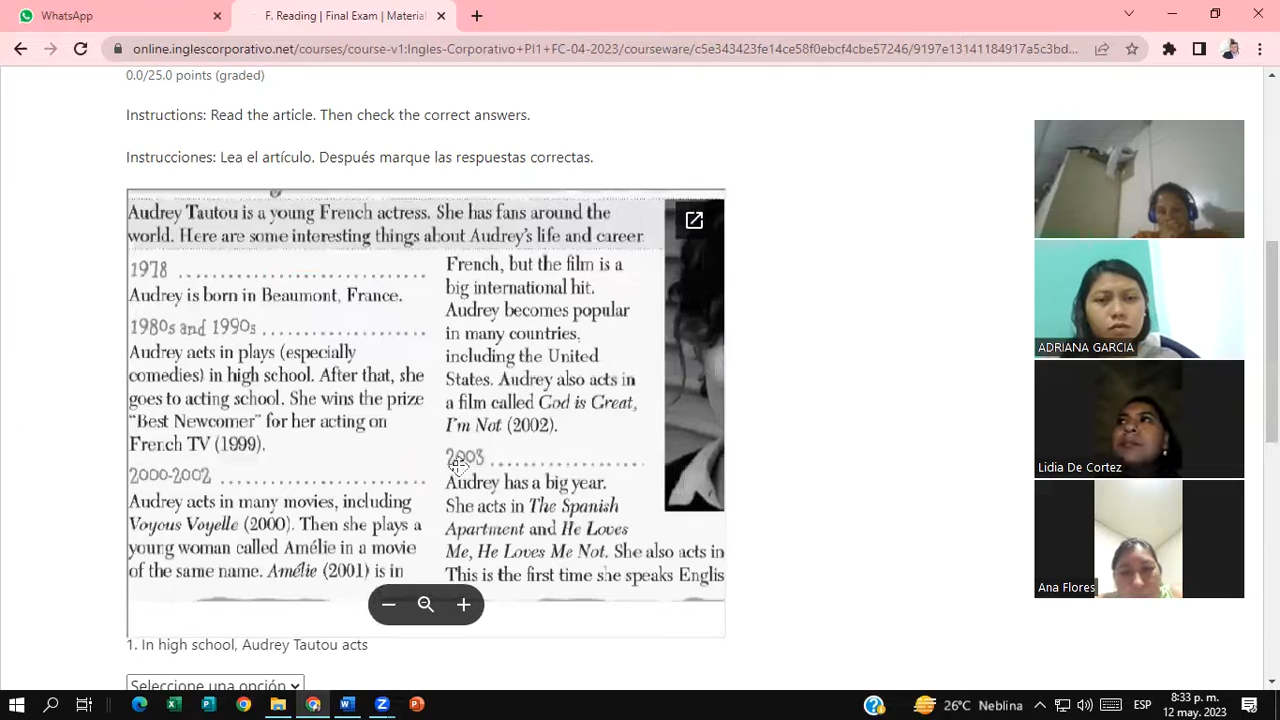 WhatsApp
F. Reading | Final Exam | Material
online.inglescorporativo.net/courses/course-v1:Ingles-Corporativo+PI1+FC-04-2023/courseware/c5e343423fe14ce58f0ebcf4cbe57246/9197e13141184917a5c3bd...
0.0/25.0 points (graded)
Instructions: Read the article. Then check the correct answers.
Instrucciones: Lea el artículo. Después marque las respuestas correctas.
Audrey Tautou is a young French actress. She has fans around the
world. Here are some interesting things about Audrey's life and career
1978
Audrey is born in Beaumont, France.
1980s and 1990s
Audrey acts in plays (especially
comedies) in high school. After that, she
goes to acting school. She wins the prize
"Best Newcomer" for her acting on
French TV (1999).
2000-2002
Audrey acts in many movies, including
Voyous Voyelle (2000). Then she plays a
young woman called Amélie in a movie
of the same name. Amélie (2001) is in
French, but the film is a
big international hit.
Audrey becomes popular
in many countries,
including the United
States. Audrey also acts in
a film called God is Great,
I'm Not (2002).
2003
Audrey has a big year.
She acts in The Spanish
Apartment and He Loves
Me, He Loves Me Not. She also acts in
This is the first time she speaks Englis
1. In high school, Audrey Tautou acts
Seleccione una opción
ADRIANA GARCIA
Lidia De Cortez
Ana Flores
26°C Neblina
ESP
8:33 p. m.
12 may. 2023